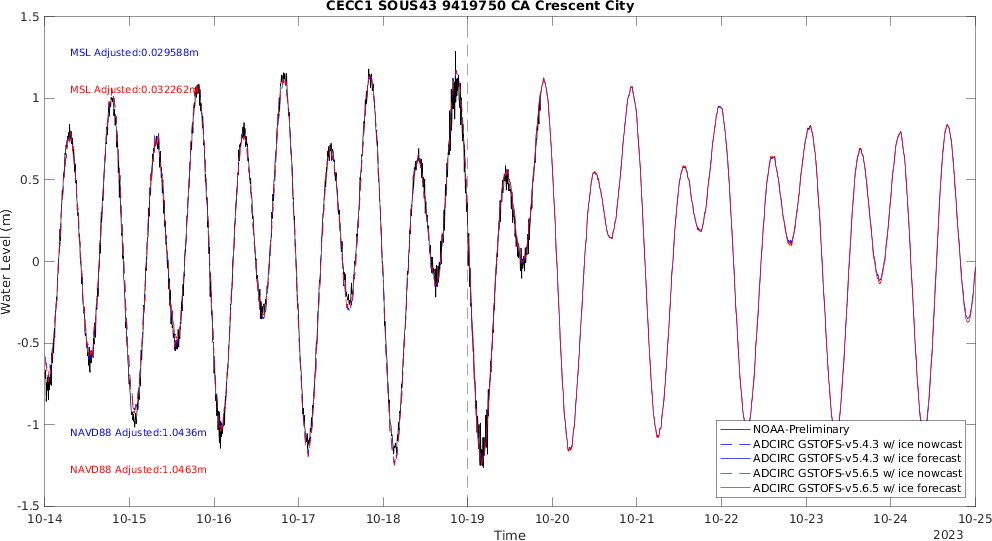 CECC1 SOUS43 9419750 CA Crescent City
MSL Adjusted:0.029588m
MSL Adjusted:0.032262m
NAVD88 Adjusted:1.0436m
NAVD88 Adjusted:1.0463m
Water Level (m)
1.5
1
0.5
0
-0.5
-1
-1.5
NOAA-Preliminary
ADCIRC GSTOFS-v5.4.3 w/ ice nowcast
ADCIRC GSTOFS-v5.4.3 w/ ice forecast
ADCIRC GSTOFS-v5.6.5 w/ ice nowcast
ADCIRC GSTOFS-v5.6.5 w/ ice forecast
10-14 10-15 10-16 10-17 10-18 10-19 10-20 10-21 10-22 10-23 10-24 10-25
Time
2023